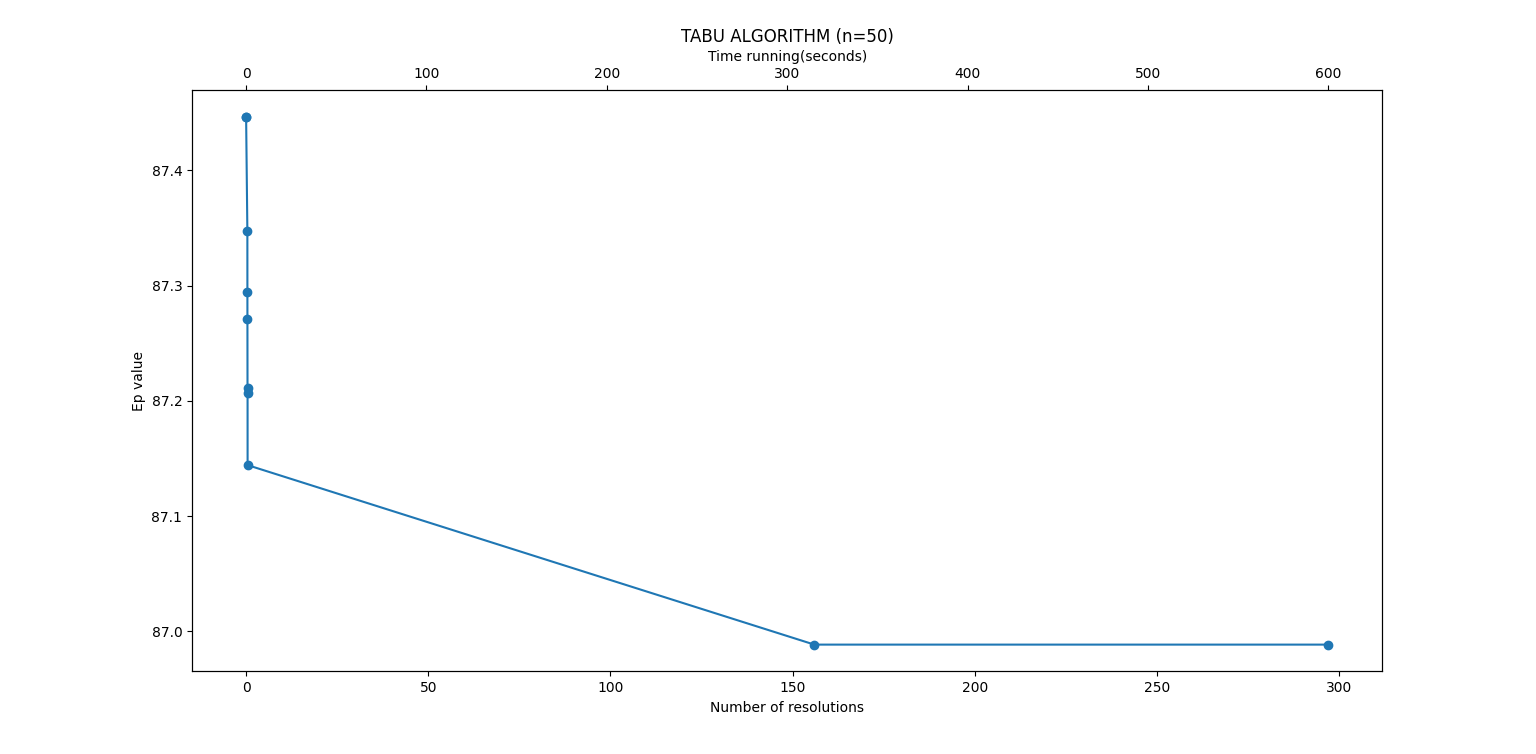 TABU ALGORITHM (n=50)
Time running(seconds)
0 100 200 300 400 500 600
87.4
87.3
87.2
87.1
87.0
Ep value
0 50 100 150 200 250 300
Number of resolutions